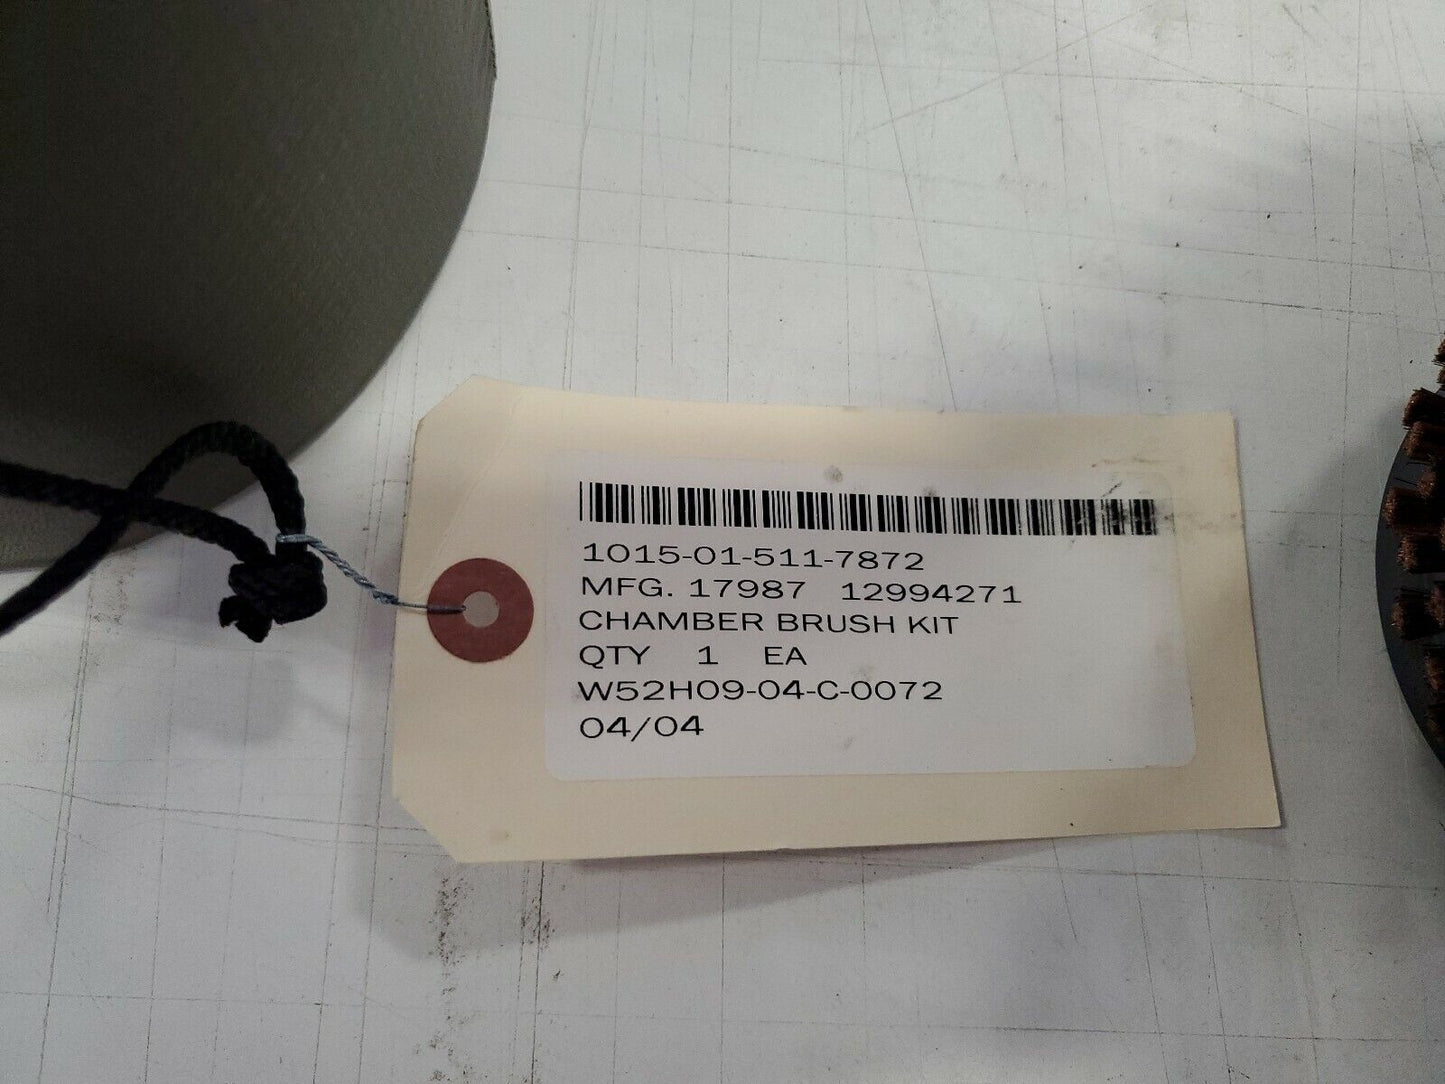 1015-01-511-7872
MFG. 17987 12994271
CHAMBER BRUSH KIT
QTY 1 EA
W52H09-04-C-0072
04/04